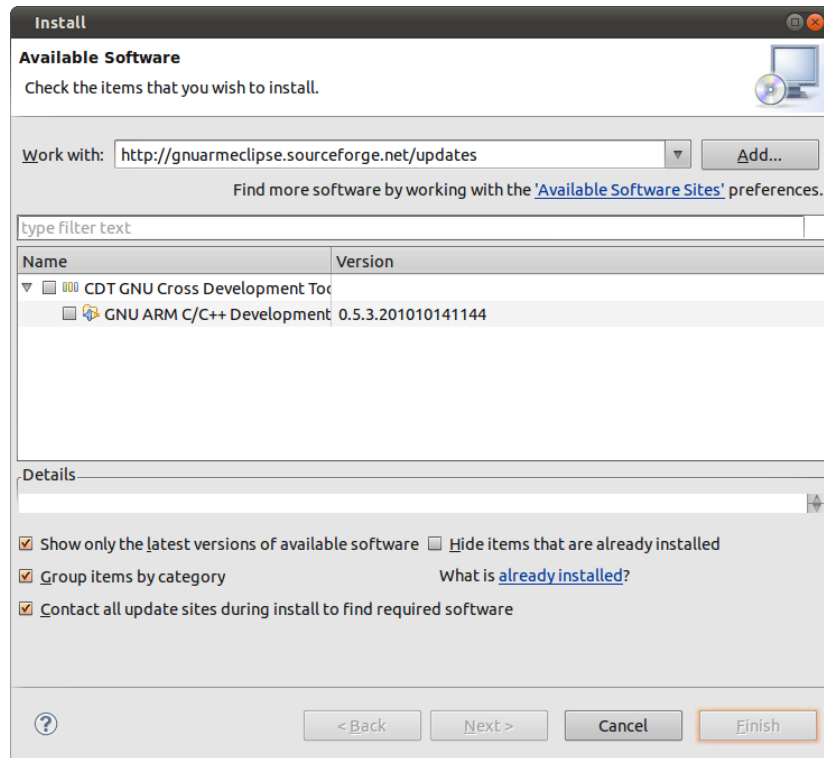 Install
Available Software
Check the items that you wish to install.
Work with: http://gnuarmeclipse.sourceforge.net/updates Add...
Find more software by working with the 'Available Software Sites' preferences.
type filter text
Name Version
CDT GNU Cross Development Too
GNU ARM C/C++ Development 0.5.3.201010141144
Details
Show only the latest versions of available software Hide items that are already installed
Group items by category What is already installed?
Contact all update sites during install to find required software
? < Back Next > Cancel Finish